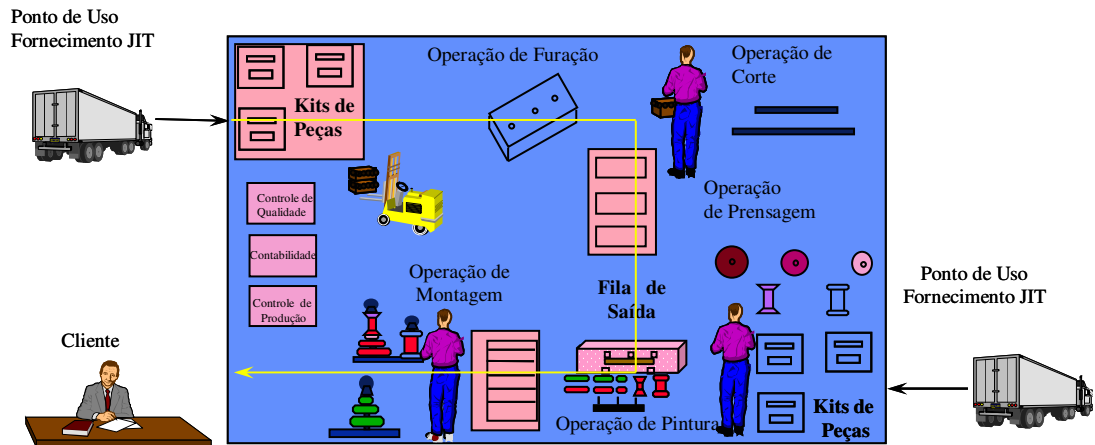 Ponto de Uso
Fornecimento JIT
Operação de Furação
Operação de
Corte
Kits de
Peças
Operação
de Prensagem
Controle de
Qualidade
Contabilidade
Controle de
Produção
Operação de
Montagem
Fila de
Saída
Ponto de Uso
Fornecimento JIT
Cliente
Operação de Pintura
Kits de
Peças